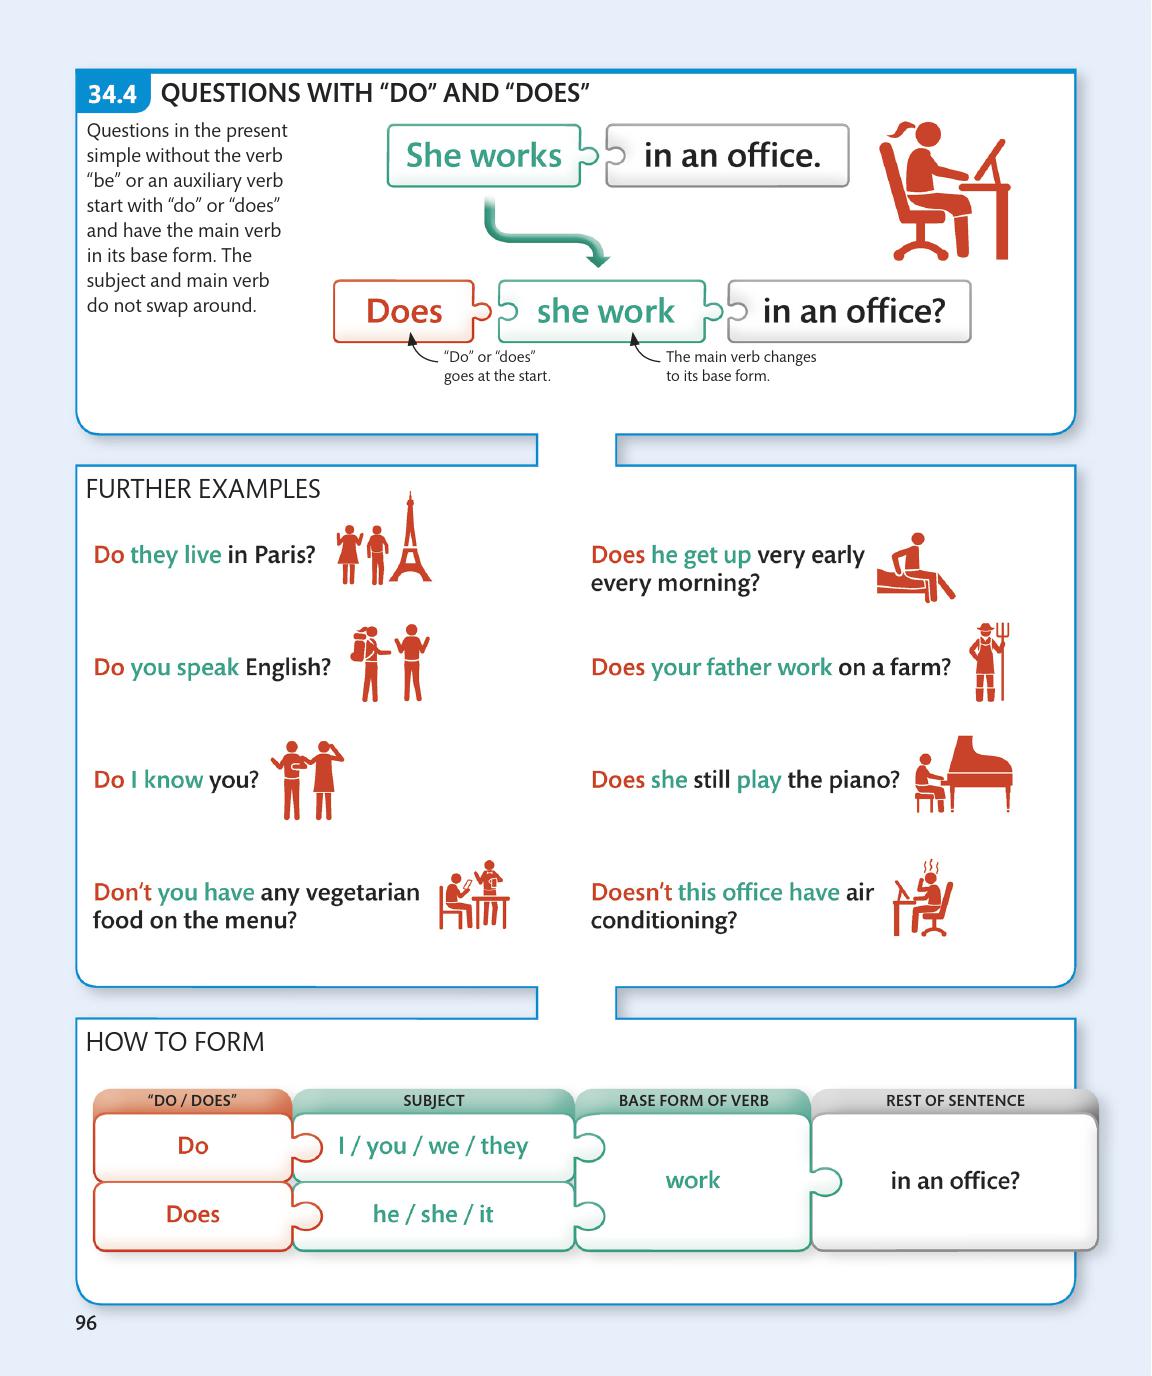 34.4 QUESTIONS WITH “DO” AND “DOES”
Questions in the present
simple without the verb
“be” or an auxiliary verb
start with “do” or “does”
and have the main verb
in its base form. The
subject and main verb
do not swap around.
She works in an office.
Does she work in an office?
“Do” or “does”
goes at the start.
The main verb changes
to its base form.
FURTHER EXAMPLES
Do they live in Paris?
Do you speak English?
Do I know you?
Don’t you have any vegetarian
food on the menu?
Does he get up very early
every morning?
Does your father work on a farm?
Does she still play the piano?
Doesn’t this office have air
conditioning?
HOW TO FORM
“DO / DOES” SUBJECT BASE FORM OF VERB REST OF SENTENCE
Do I / you / we / they
work in an office?
Does he / she / it
96